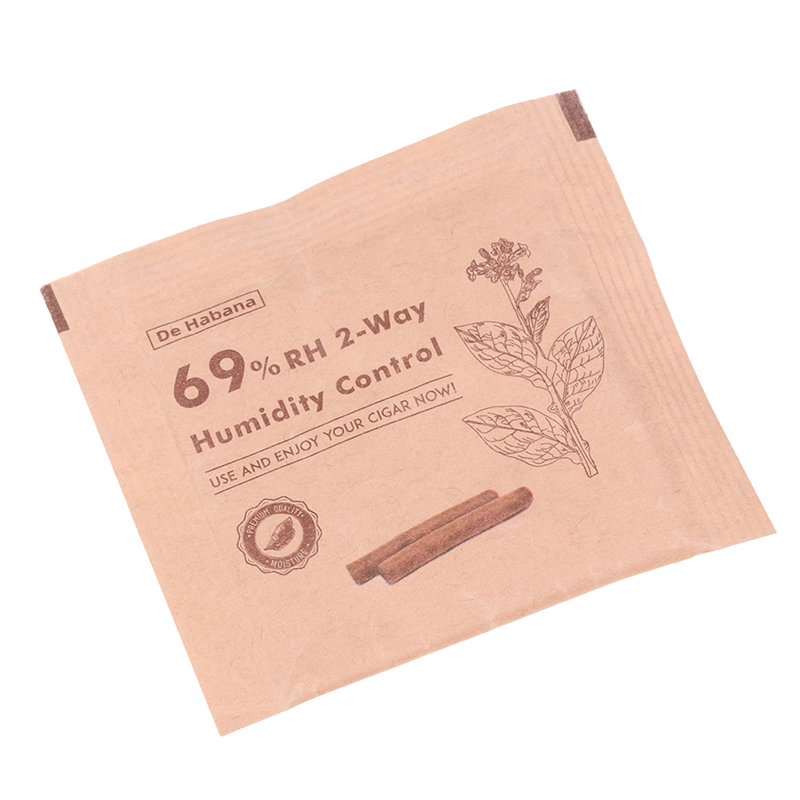 De Habana
69% RH 2-Way
Humidity Control
USE AND ENJOY YOUR CIGAR NOW!
PREMIUM QUALITY
MOISTURE